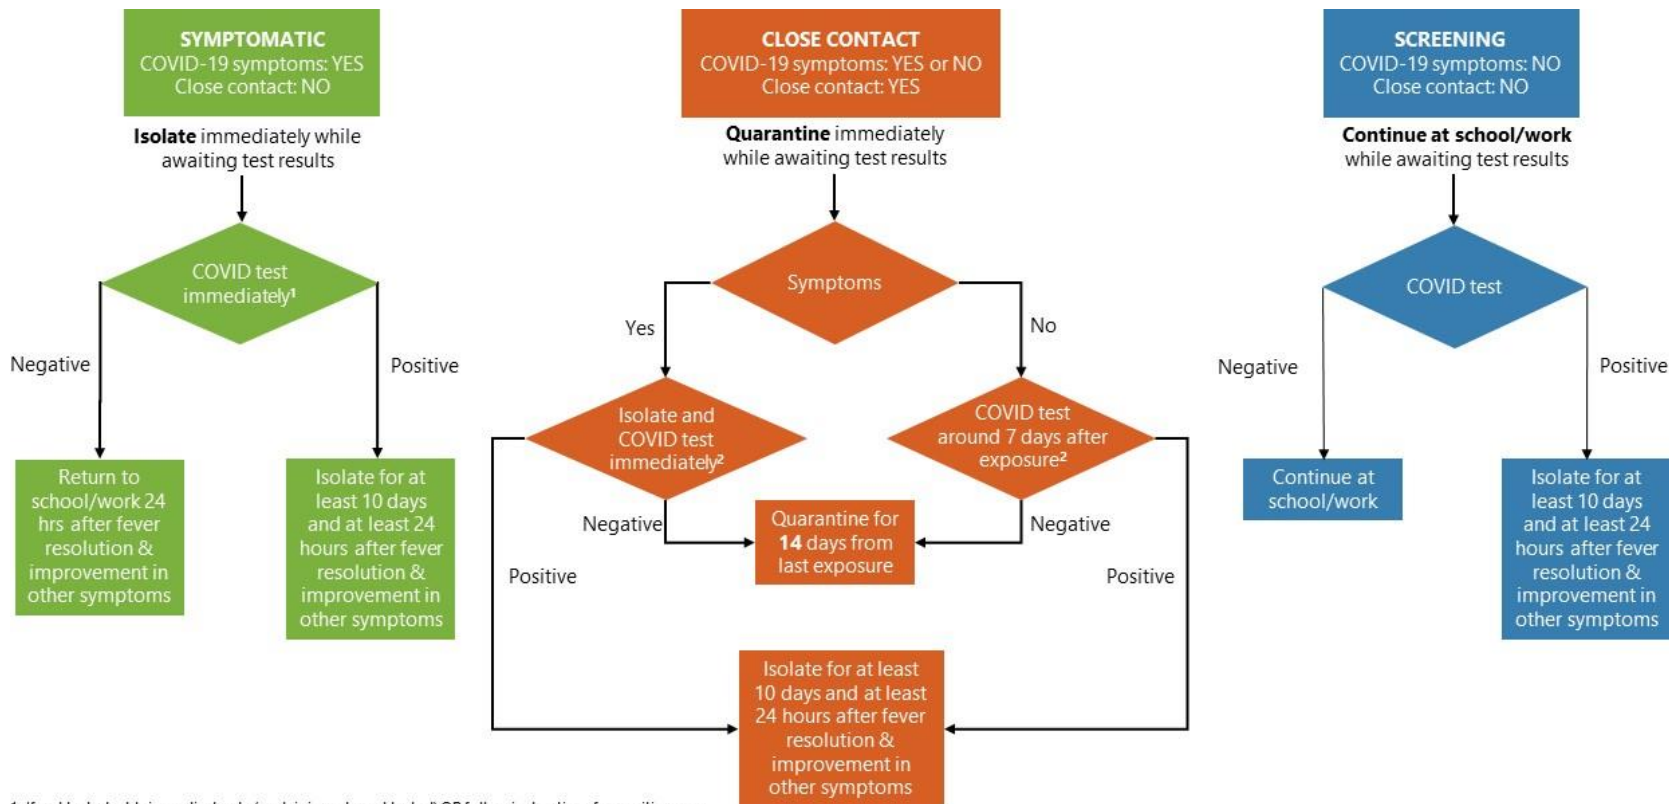 SYMPTOMATIC
COVID-19 symptoms: YES
Close contact: NO
Isolate immediately while
awaiting test results
COVID test
immediately¹
Negative
Positive
Return to
school/work 24
hrs after fever
resolution &
improvement in
other symptoms
Isolate for at
least 10 days
and at least 24
hours after fever
resolution &
improvement in
other symptoms
CLOSE CONTACT
COVID-19 symptoms: YES or NO
Close contact: YES
Quarantine immediately
while awaiting test results
Symptoms
Yes
No
Isolate and
COVID test
immediately²
COVID test
around 7 days after
exposure²
Negative
Negative
Quarantine for
14 days from
last exposure
Positive
Positive
Isolate for at least
10 days and at least
24 hours after fever
resolution &
improvement in
other symptoms
SCREENING
COVID-19 symptoms: NO
Close contact: NO
Continue at school/work
while awaiting test results
COVID test
Negative
Positive
Continue at
school/work
Isolate for at
least 10 days
and at least 24
hours after fever
resolution &
improvement in
other symptoms